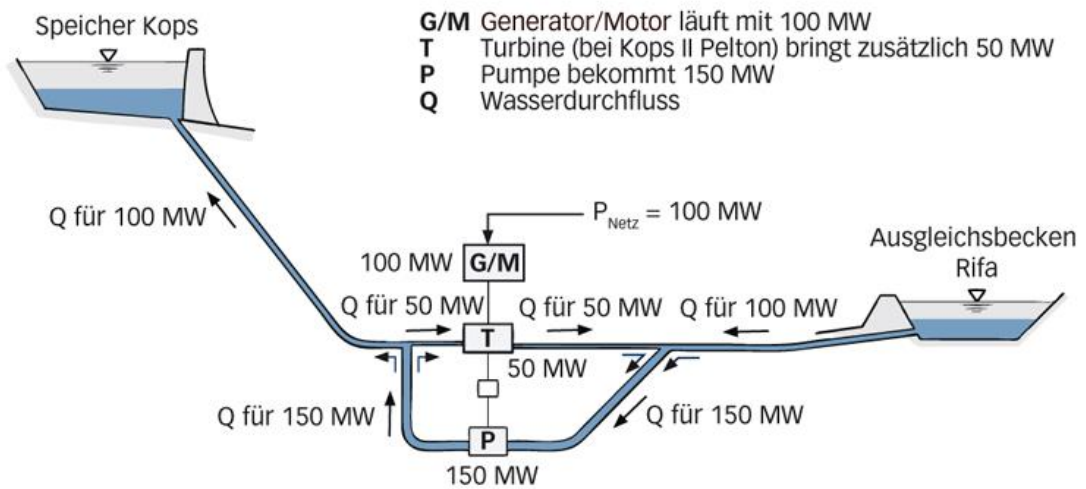 Speicher Kops
G/M Generator/Motor läuft mit 100 MW
T Turbine (bei Kops II Pelton) bringt zusätzlich 50 MW
P Pumpe bekommt 150 MW
Q Wasserdurchfluss
Q für 100 MW
P Netz = 100 MW
Ausgleichsbecken
Rifa
100 MW G/M
Q für 50 MW
Q für 50 MW
Q für 100 MW
T
50 MW
Q für 150 MW
Q für 150 MW
P
150 MW